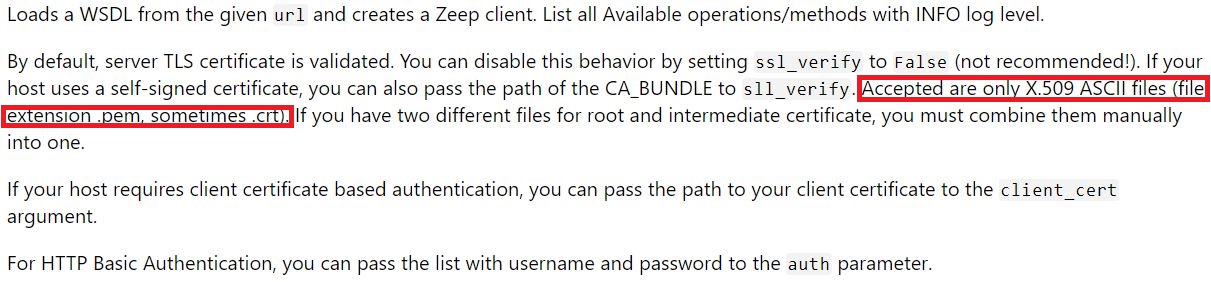 Loads a WSDL from the given url and creates a Zeep client. List all Available operations/methods with INFO log level.
By default, server TLS certificate is validated. You can disable this behavior by setting ssl_verify to False (not recommended!). If your
host uses a self-signed certificate, you can also pass the path of the CA_BUNDLE to sll_verify. Accepted are only X.509 ASCII files (file
extension .pem, sometimes .crt). If you have two different files for root and intermediate certificate, you must combine them manually
into one.
If your host requires client certificate based authentication, you can pass the path to your client certificate to the client_cert
argument.
For HTTP Basic Authentication, you can pass the list with username and password to the auth parameter.